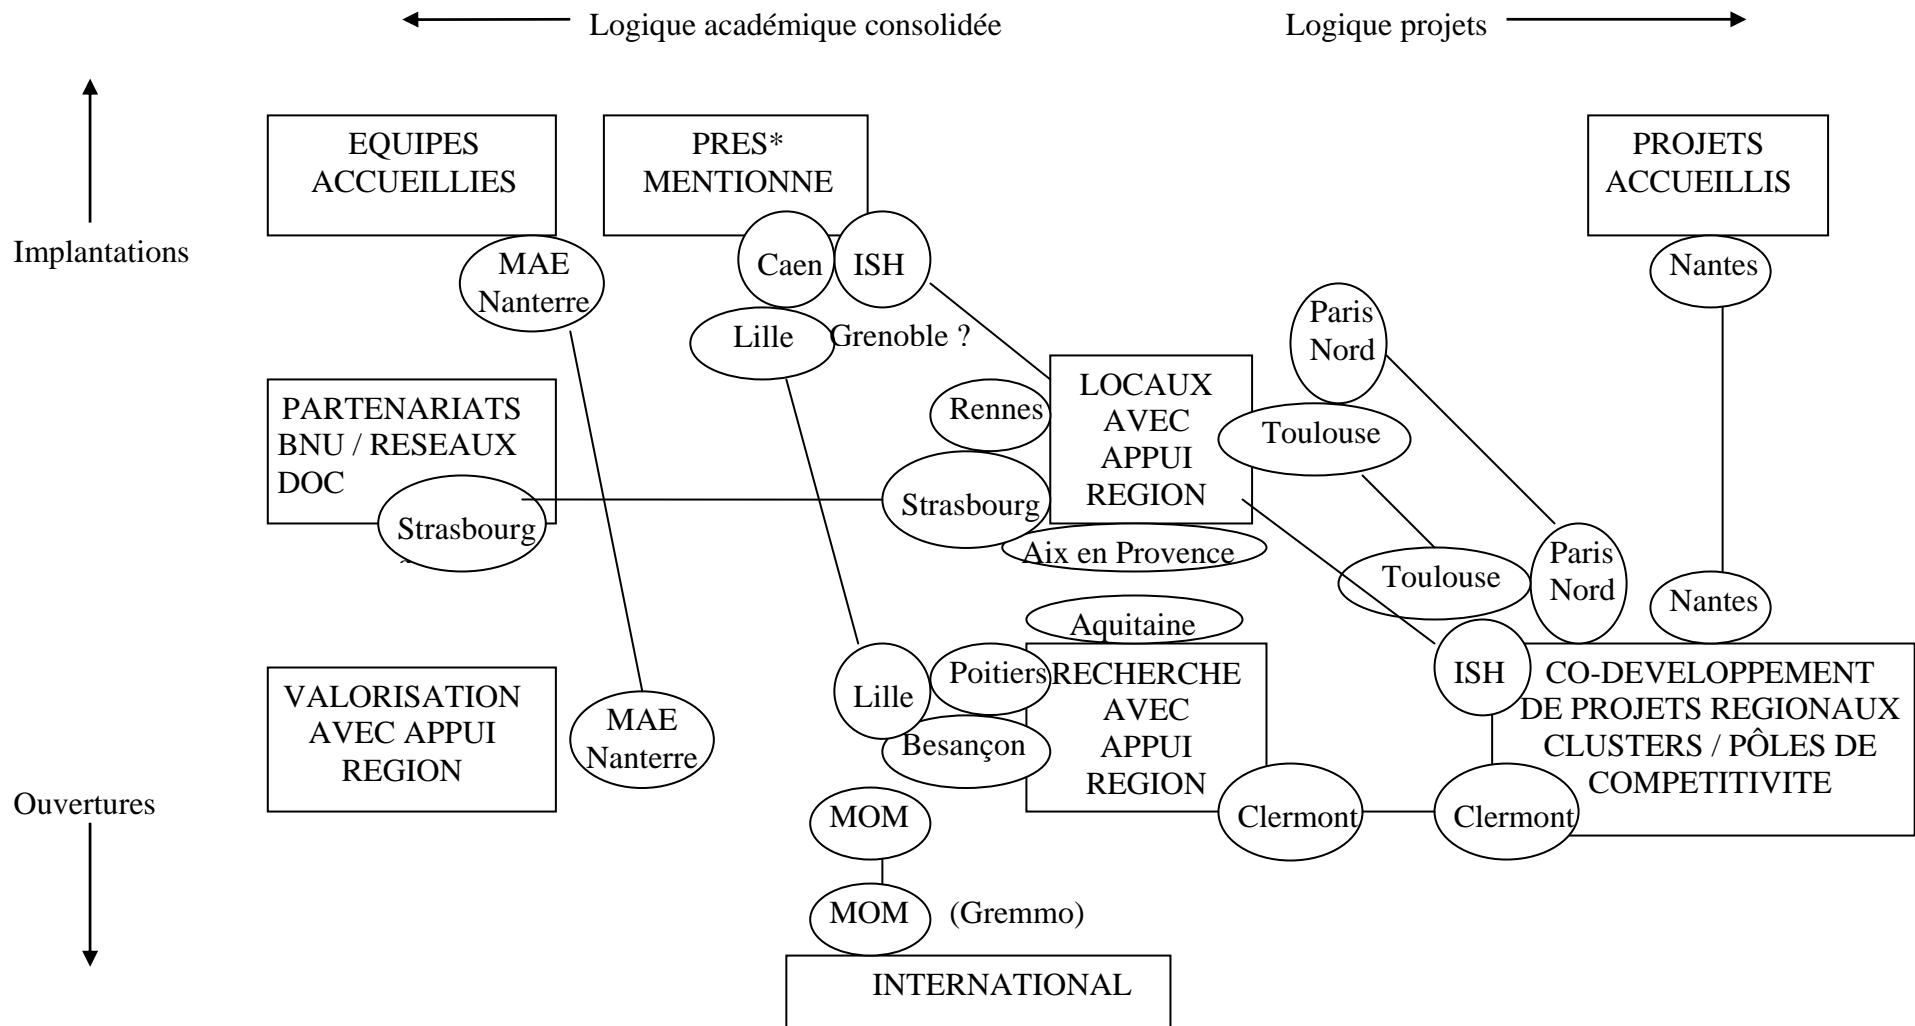 Logique académique consolidée
Logique projets
EQUIPES
ACCUEILLIES
PRES*
MENTIONNE
PROJETS
ACCUEILLIS
Implantations
MAE
Nanterre
Caen
ISH
Nantes
Lille
Grenoble ?
Paris
Nord
PARTENARIATS
BNU / RESEAUX
DOC
Strasbourg
Rennes
Strasbourg
LOCAUX
AVEC
APPUI
REGION
Toulouse
Aix en Provence
Toulouse
Paris
Nord
Nantes
Aquitaine
VALORISATION
AVEC APPUI
REGION
MAE
Nanterre
Lille
Poitiers
Besançon
RECHERCHE
AVEC
APPUI
REGION
ISH
CO-DEVELOPPEMENT
DE PROJETS REGIONAUX
CLUSTERS / PÔLES DE
COMPETITIVITE
Ouvertures
MOM
Clermont
Clermont
MOM
(Gremmo)
INTERNATIONAL